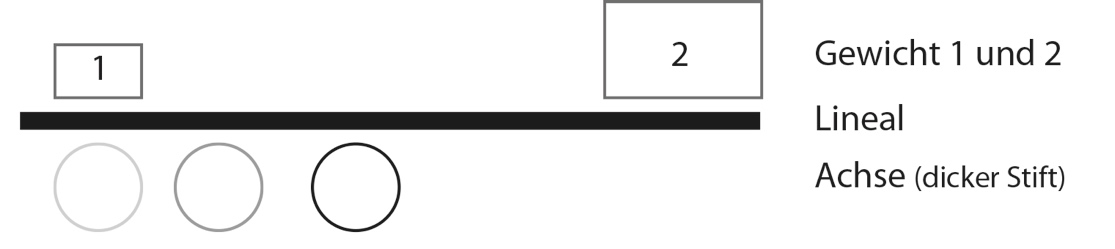 1
2
Gewicht 1 und 2
Lineal
Achse (dicker Stift)